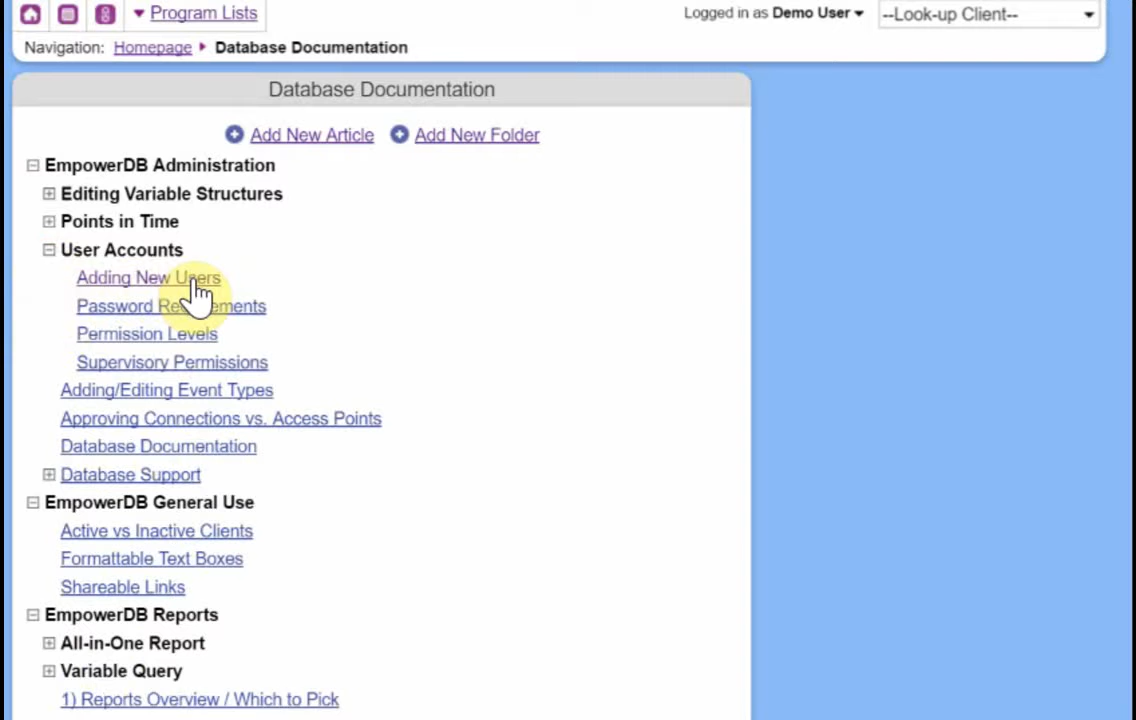 Program Lists Logged in as Demo User --Look-up Client--
Navigation: Homepage Database Documentation
Database Documentation
Add New Article Add New Folder
EmpowerDB Administration
Editing Variable Structures
Points in Time
User Accounts
Adding New Users
Password Requirements
Permission Levels
Supervisory Permissions
Adding/Editing Event Types
Approving Connections vs. Access Points
Database Documentation
Database Support
EmpowerDB General Use
Active vs Inactive Clients
Formattable Text Boxes
Shareable Links
EmpowerDB Reports
All-in-One Report
Variable Query
1) Reports Overview / Which to Pick